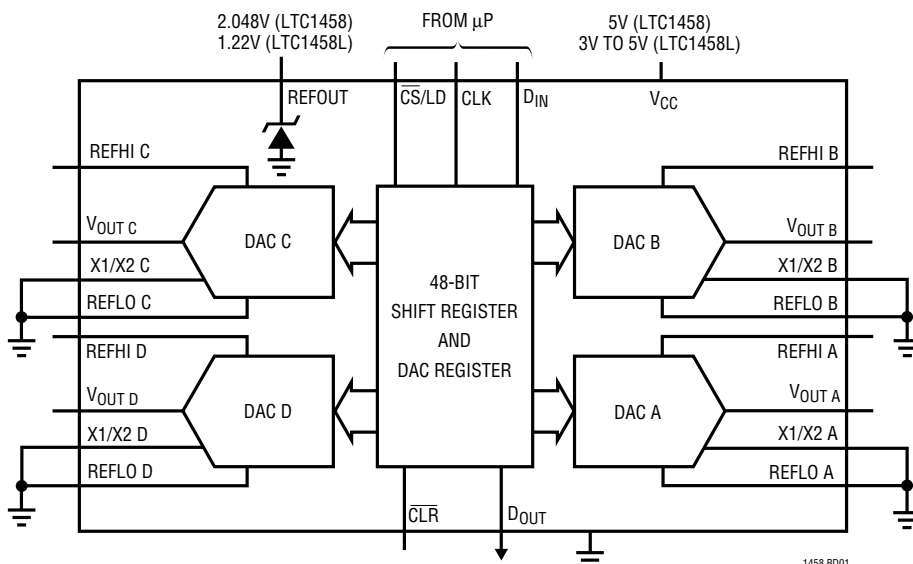 2.048V (LTC1458)
1.22V (LTC1458L)
FROM μP
5V (LTC1458)
3V TO 5V (LTC1458L)
REFOUT
CS/LD
CLK
DIN
VCC
REFHI C
VOUT C
X1/X2 C
REFLO C
DAC C
REFHI B
VOUT B
X1/X2 B
REFLO B
DAC B
48-BIT
SHIFT REGISTER
AND
DAC REGISTER
REFHI D
VOUT D
X1/X2 D
REFLO D
DAC D
REFHI A
VOUT A
X1/X2 A
REFLO A
DAC A
CLR
DOUT
1458 BD01